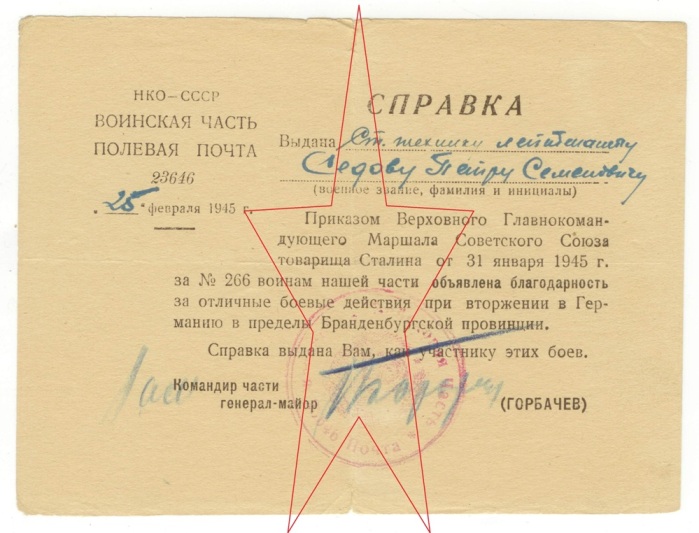 НКО—СССР
ВОИНСКАЯ ЧАСТЬ
ПОЛЕВАЯ ПОЧТА
23646
25 февраля 1945 г.
СПРАВКА
Выдана Ст. технику лейтенанту
Седову Петру Семеновичу
(военное звание, фамилия и инициалы)
Приказом Верховного Главнокоман-
дующего Маршала Советского Союза
товарища Сталина от 31 января 1945 г.
за № 266 воинам нашей части объявлена благодарность
за отличные боевые действия при вторжении в Гер-
манию в пределы Бранденбургской провинции.
Справка выдана Вам, как участнику этих боев.
Командир части
генерал-майор
(ГОРБАЧЕВ)
часть
Почта